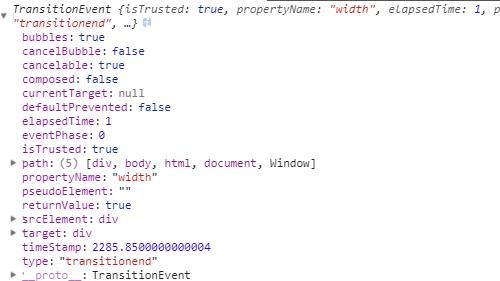 TransitionEvent {isTrusted: true, propertyName: "width", elapsedTime: 1, p
"transitionend", …}
bubbles: true
cancelBubble: false
cancelable: true
composed: false
currentTarget: null
defaultPrevented: false
elapsedTime: 1
eventPhase: 0
isTrusted: true
path: (5) [div, body, html, document, Window]
propertyName: "width"
pseudoElement: ""
returnValue: true
srcElement: div
target: div
timeStamp: 2285.8500000000004
type: "transitionend"
__proto__: TransitionEvent